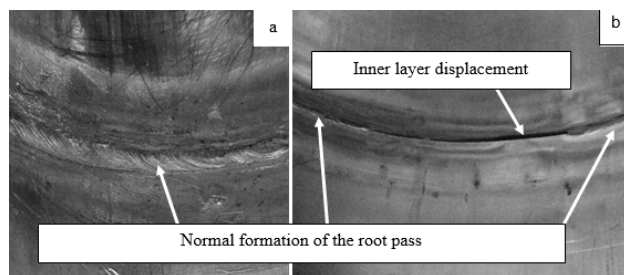 a
b
Inner layer displacement
Normal formation of the root pass